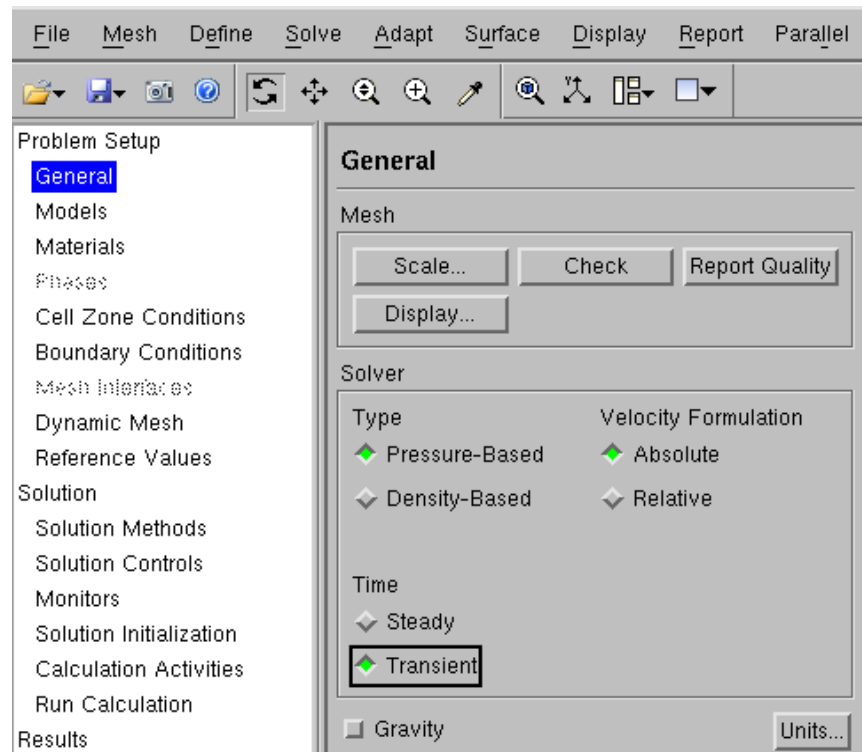 File Mesh Define Solve Adapt Surface Display Report Parallel
Problem Setup
General
Models
Materials
Phases
Cell Zone Conditions
Boundary Conditions
Mesh Interfaces
Dynamic Mesh
Reference Values
Solution
Solution Methods
Solution Controls
Monitors
Solution Initialization
Calculation Activities
Run Calculation
Results
General
Mesh
Scale... Check Report Quality
Display...
Solver
Type Velocity Formulation
Pressure-Based Absolute
Density-Based Relative
Time
Steady
Transient
Gravity Units...